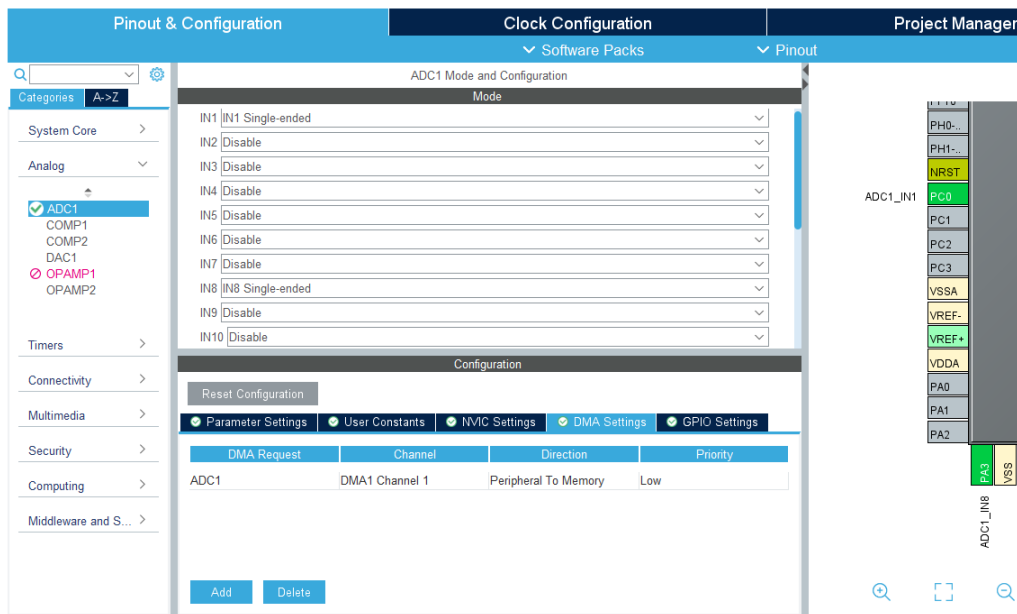 Pinout & Configuration
Clock Configuration
Project Manager
Software Packs
Pinout
Categories
A->Z
System Core
Analog
ADC1
COMP1
COMP2
DAC1
OPAMP1
OPAMP2
Timers
Connectivity
Multimedia
Security
Computing
Middleware and S...
ADC1 Mode and Configuration
Mode
IN1 IN1 Single-ended
IN2 Disable
IN3 Disable
IN4 Disable
IN5 Disable
IN6 Disable
IN7 Disable
IN8 IN8 Single-ended
IN9 Disable
IN10 Disable
Configuration
Reset Configuration
Parameter Settings
User Constants
NVIC Settings
DMA Settings
GPIO Settings
DMA Request Channel Direction Priority
ADC1 DMA1 Channel 1 Peripheral To Memory Low
Add
Delete
PH0-..
PH1-..
NRST
ADC1_IN1 PC0
PC1
PC2
PC3
VSSA
VREF-
VREF+
VDDA
PA0
PA1
PA2
PA3
VSS
ADC1_IN8